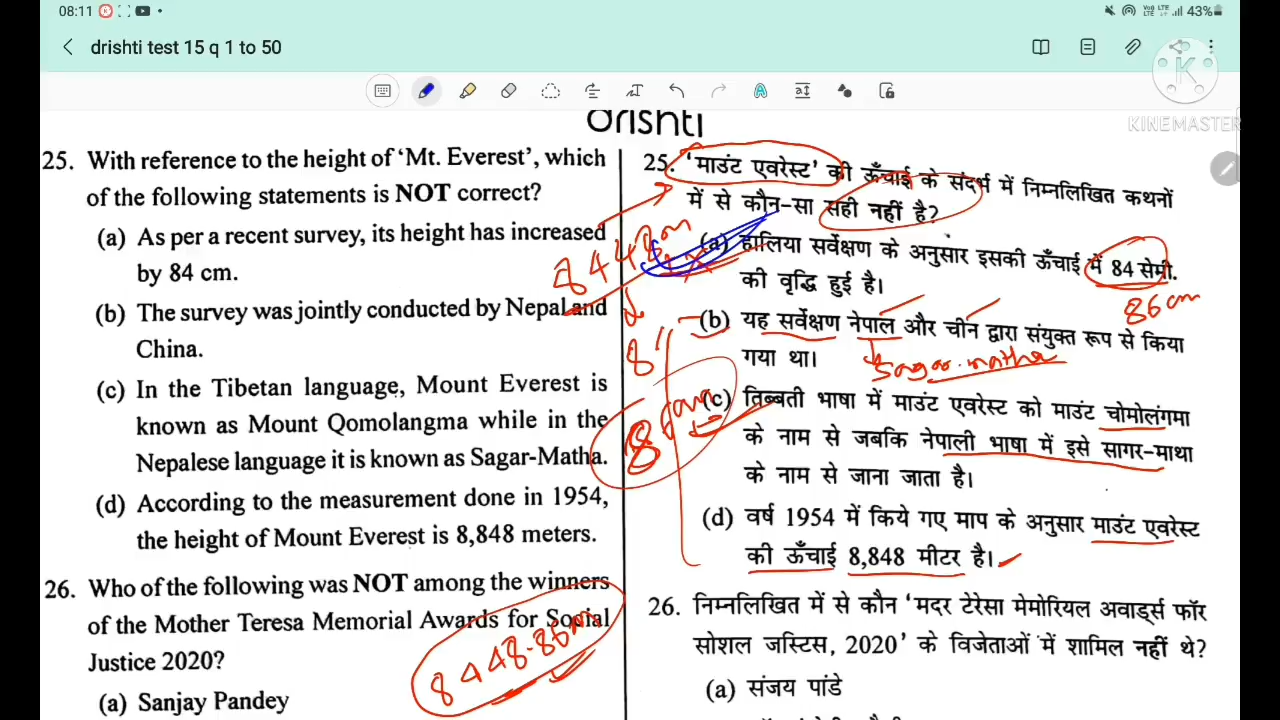 08:11
43%
drishti test 15 q 1 to 50
KINEMASTER
drishti
25. With reference to the height of 'Mt. Everest', which
of the following statements is NOT correct?
(a) As per a recent survey, its height has increased
by 84 cm.
(b) The survey was jointly conducted by Nepal and
China.
(c) In the Tibetan language, Mount Everest is
known as Mount Qomolangma while in the
Nepalese language it is known as Sagar-Matha.
(d) According to the measurement done in 1954,
the height of Mount Everest is 8,848 meters.
26. Who of the following was NOT among the winners
of the Mother Teresa Memorial Awards for Social
Justice 2020?
(a) Sanjay Pandey
8448.86m
25. 'माउंट एवरेस्ट' की ऊँचाई के संदर्भ में निम्नलिखित कथनों
में से कौन-सा सही नहीं है?
(a) हालिया सर्वेक्षण के अनुसार इसकी ऊँचाई में 84 सेमी.
की वृद्धि हुई है।
86 cm
(b) यह सर्वेक्षण नेपाल और चीन द्वारा संयुक्त रूप से किया
गया था।
Sagar-matha
(c) तिब्बती भाषा में माउंट एवरेस्ट को माउंट चोमोलंगमा
के नाम से जबकि नेपाली भाषा में इसे सागर-माथा
के नाम से जाना जाता है।
(d) वर्ष 1954 में किये गए माप के अनुसार माउंट एवरेस्ट
की ऊँचाई 8,848 मीटर है।
26. निम्नलिखित में से कौन 'मदर टेरेसा मेमोरियल अवार्ड्स फॉर
सोशल जस्टिस, 2020' के विजेताओं में शामिल नहीं थे?
(a) संजय पांडे
8448m